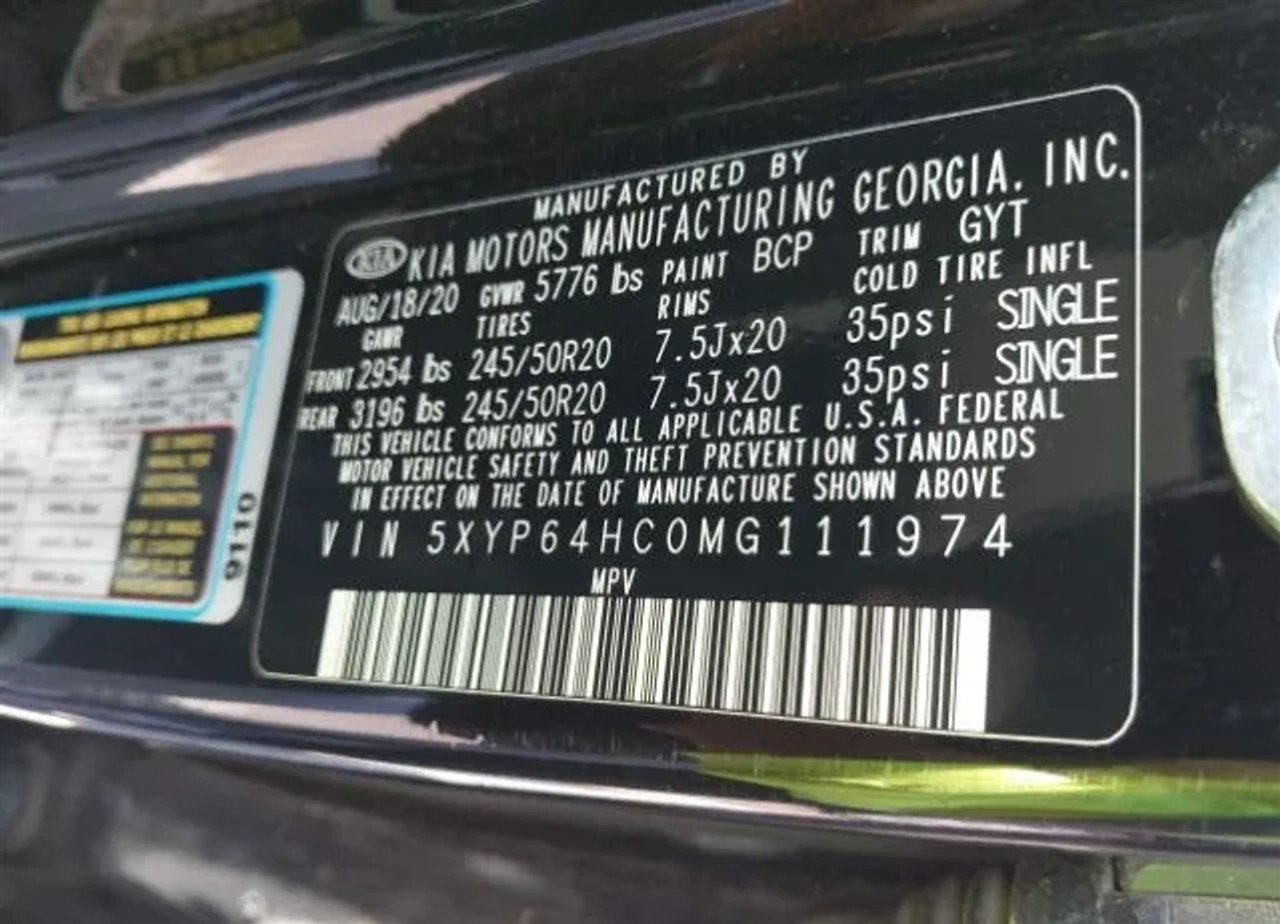 MANUFACTURED BY
KIA KIA MOTORS MANUFACTURING GEORGIA. INC.
AUG/18/20 GVWR 5776 lbs PAINT BCP TRIM GYT
GAWR TIRES RIMS COLD TIRE INFL
FRONT 2954 lbs 245/50R20 7.5Jx20 35psi SINGLE
REAR 3196 lbs 245/50R20 7.5Jx20 35psi SINGLE
THIS VEHICLE CONFORMS TO ALL APPLICABLE U.S.A. FEDERAL
MOTOR VEHICLE SAFETY AND THEFT PREVENTION STANDARDS
IN EFFECT ON THE DATE OF MANUFACTURE SHOWN ABOVE
VIN 5XYP64HC0MG111974
MPV
9110